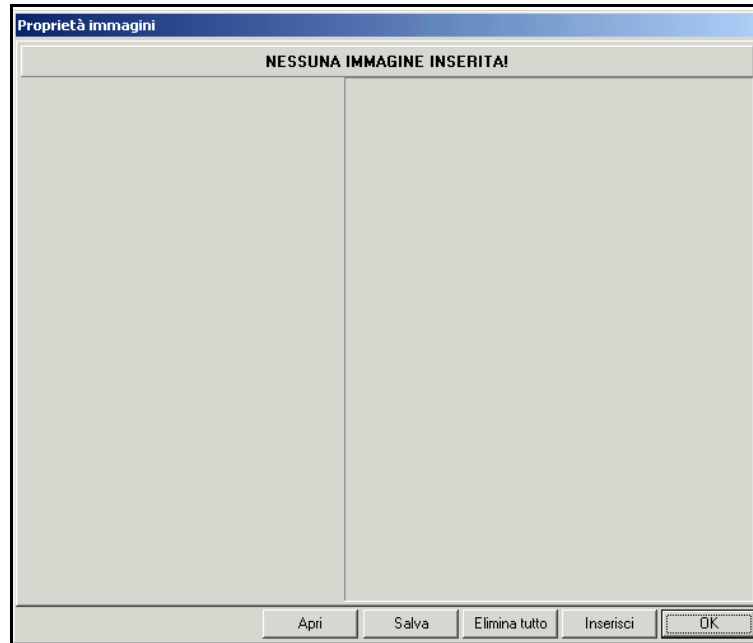 Proprietà immagini
NESSUNA IMMAGINE INSERITA!
Apri Salva Elimina tutto Inserisci OK